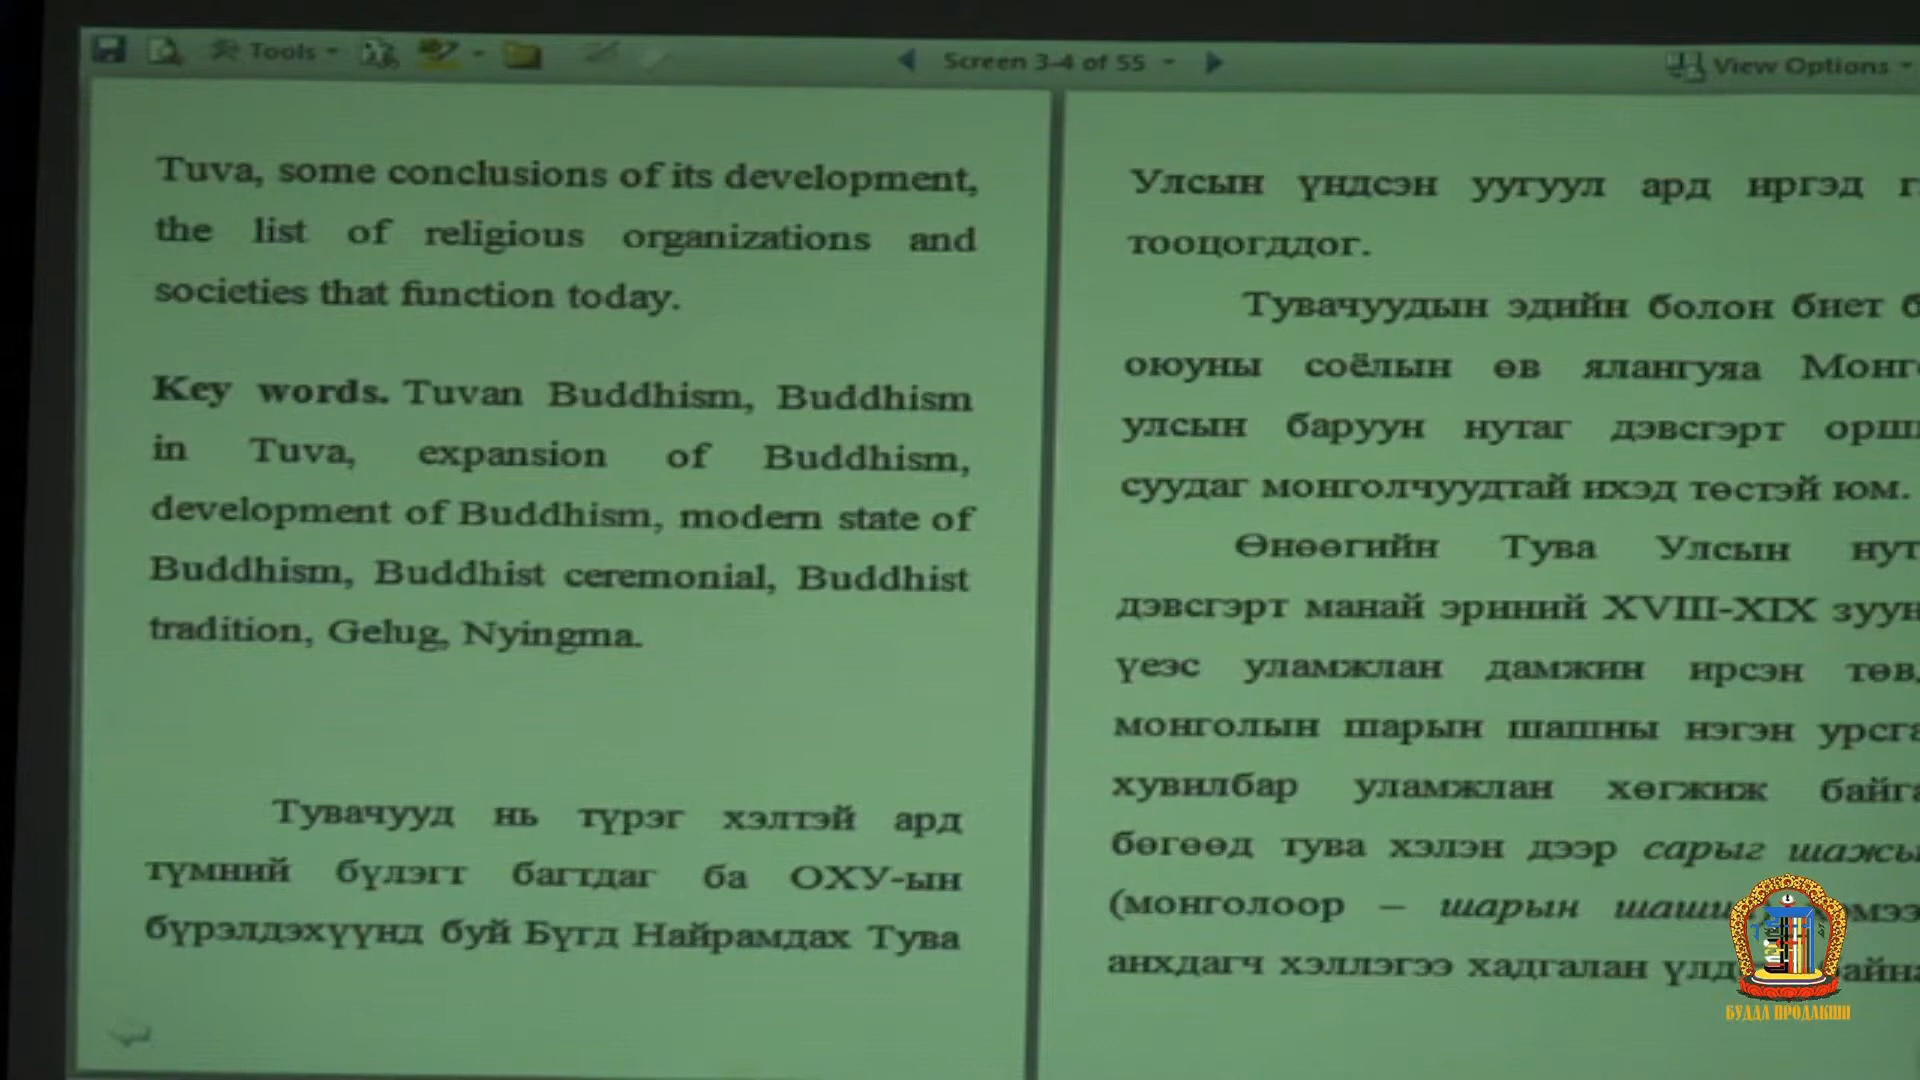 Tools
Screen 3-4 of 55
View Options
Tuva, some conclusions of its development,
the list of religious organizations and
societies that function today.
Key words. Tuvan Buddhism, Buddhism
in Tuva, expansion of Buddhism,
development of Buddhism, modern state of
Buddhism, Buddhist ceremonial, Buddhist
tradition, Gelug, Nyingma.
Тувачууд нь түрэг хэлтэй ард
түмний бүлэгт багтдаг ба ОХУ-ын
бүрэлдэхүүнд буй Бүгд Найрамдах Тува
Улсын үндсэн уугуул ард иргэд
тооцогддог.
Тувачуудын эдийн болон биет
оюуны соёлын өв ялангуяа
улсын баруун нутаг дэвсгэрт
суудаг монголчуудтай ихэд төстэй юм.
Өнөөгийн Тува Улсын
дэвсгэрт манай эриний XVIII-XIX
үеэс уламжлан дамжин ирсэн
монголын шарын шашны нэгэн
хувилбар уламжлан хөгжиж
бөгөөд тува хэлэн дээр сарыг
(монголоор – шарын
анхдагч хэллэгээ хадгалан
БУДДА ПРОДАКШН